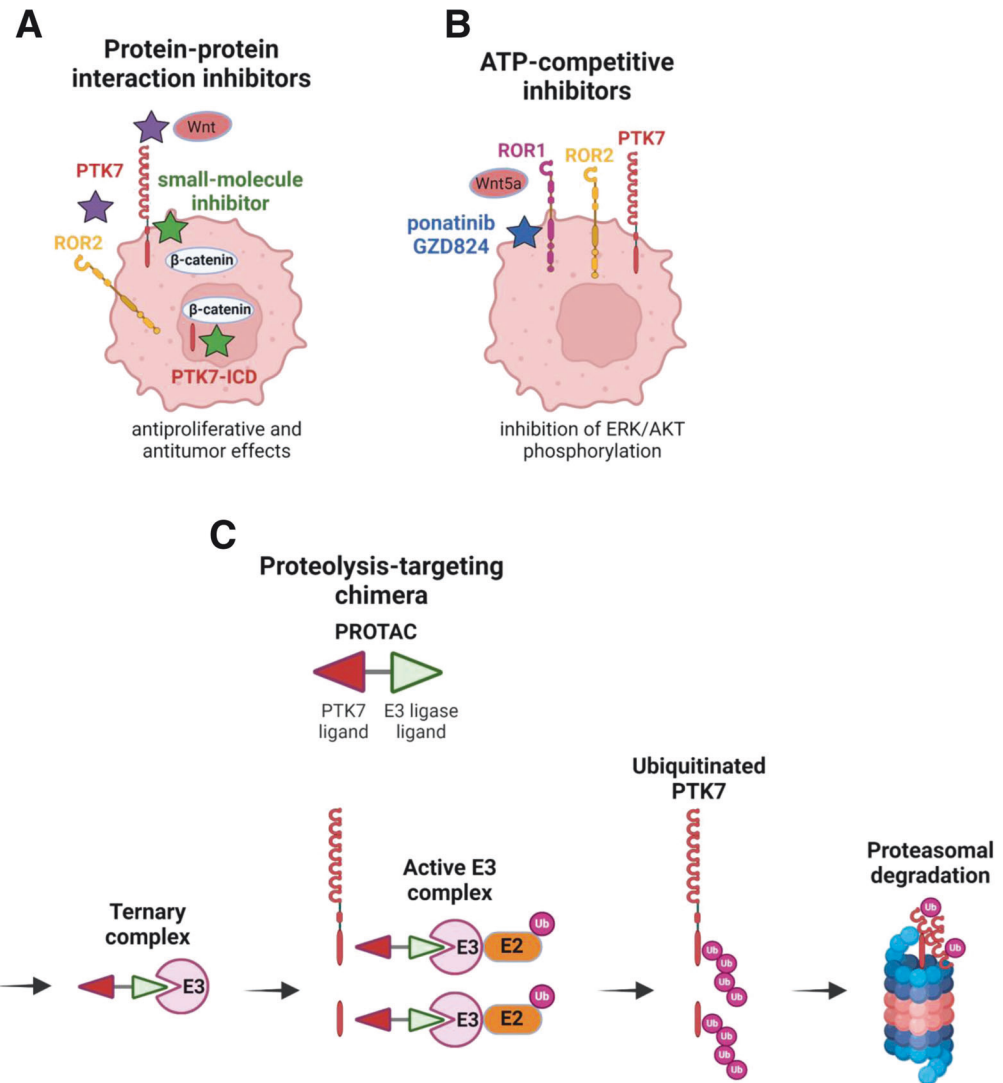 A
Protein-protein
interaction inhibitors
Wnt
PTK7
small-molecule
inhibitor
ROR2
β-catenin
β-catenin
PTK7-ICD
antiproliferative and
antitumor effects
B
ATP-competitive
inhibitors
ROR1
ROR2
PTK7
Wnt5a
ponatinib
GZD824
inhibition of ERK/AKT
phosphorylation
C
Proteolysis-targeting
chimera
PROTAC
PTK7
ligand
E3 ligase
ligand
Ternary
complex
E3
Active E3
complex
Ub
E3
E2
Ub
E3
E2
Ubiquitinated
PTK7
Ub
Ub
Ub
Ub
Ub
Ub
Ub
Ub
Proteasomal
degradation
Ub
Ub